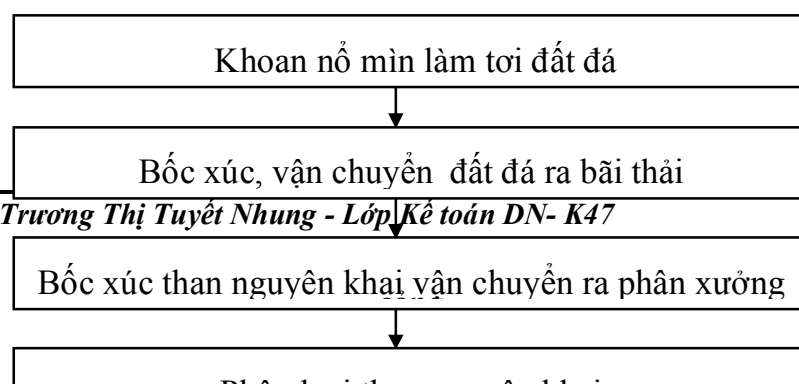 Khoan nổ mìn làm tơi đất đá
Bốc xúc, vận chuyển đất đá ra bãi thải
Trương Thị Tuyết Nhung - Lớp Kế toán DN- K47
Bốc xúc than nguyên khai vận chuyển ra phân xưởng